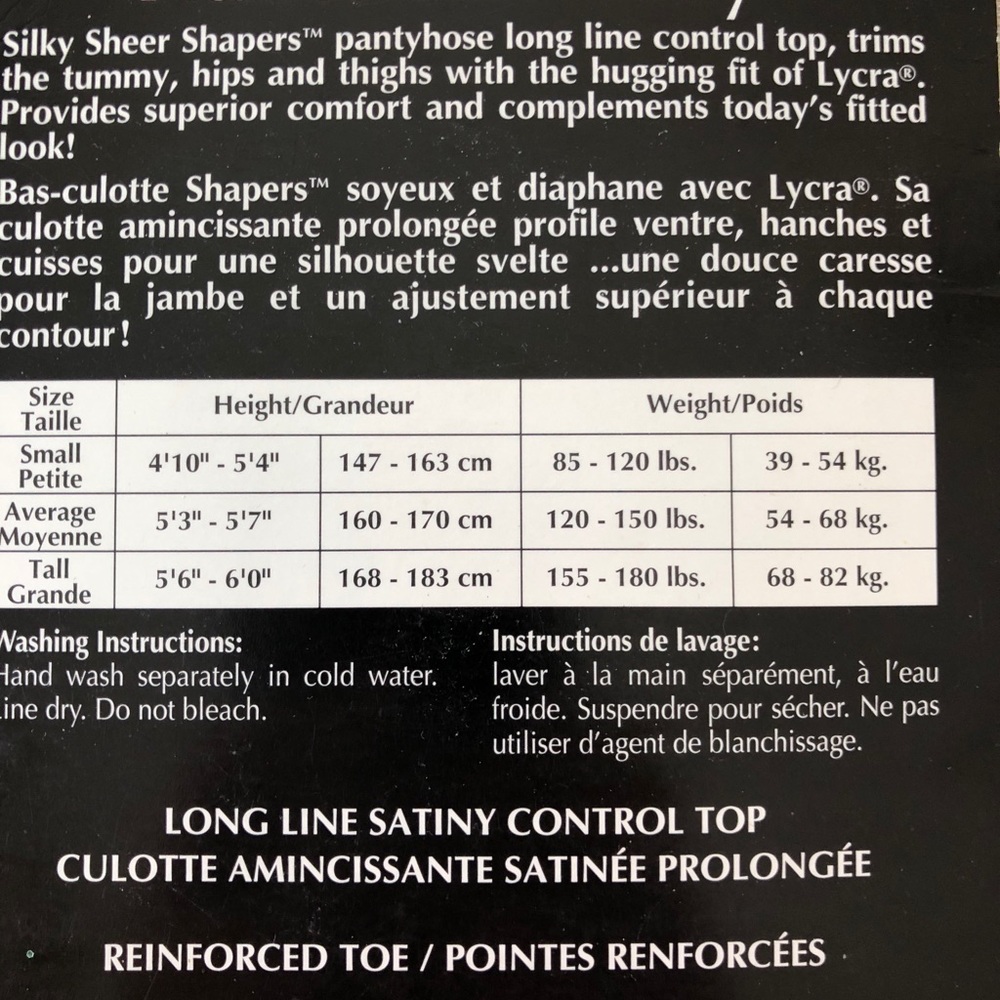 Silky Sheer Shapers™ pantyhose long line control top, trims
the tummy, hips and thighs with the hugging fit of Lycra®.
Provides superior comfort and complements today's fitted
look!
Bas-culotte Shapers™ soyeux et diaphane avec Lycra®. Sa
culotte amincissante prolongée profile ventre, hanches et
cuisses pour une silhouette svelte ...une douce caresse
pour la jambe et un ajustement supérieur à chaque
contour!
Size Taille Height/Grandeur Weight/Poids
Small Petite 4'10" - 5'4" 147 - 163 cm 85 - 120 lbs. 39 - 54 kg.
Average Moyenne 5'3" - 5'7" 160 - 170 cm 120 - 150 lbs. 54 - 68 kg.
Tall Grande 5'6" - 6'0" 168 - 183 cm 155 - 180 lbs. 68 - 82 kg.
Washing Instructions:
Hand wash separately in cold water.
Line dry. Do not bleach.
Instructions de lavage:
laver à la main séparément, à l'eau
froide. Suspendre pour sécher. Ne pas
utiliser d'agent de blanchissage.
LONG LINE SATINY CONTROL TOP
CULOTTE AMINCISSANTE SATINÉE PROLONGÉE
REINFORCED TOE / POINTES RENFORCÉES